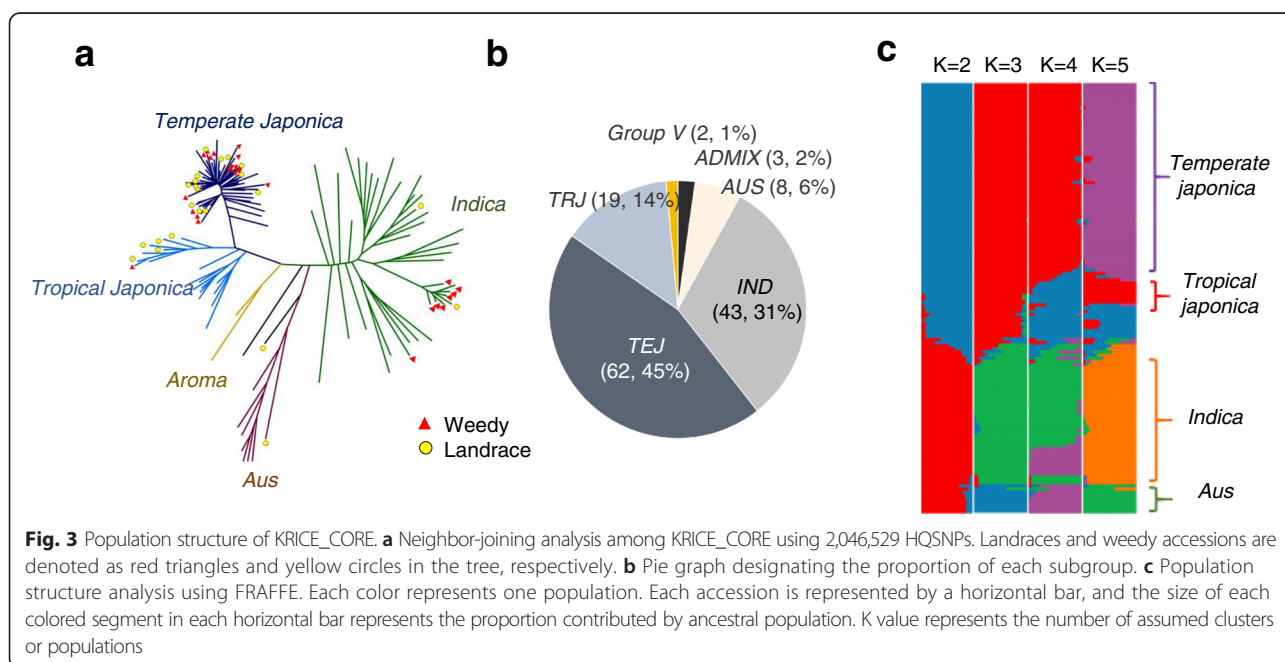 a
Temperate Japonica
Indica
Tropical Japonica
Aroma
Aus
Weedy
Landrace
b
Group V (2, 1%)
ADMIX (3, 2%)
AUS (8, 6%)
TRJ (19, 14%)
IND
(43, 31%)
TEJ
(62, 45%)
c
K=2 K=3 K=4 K=5
Temperate
japonica
Tropical
japonica
Indica
Aus
Fig. 3 Population structure of KRICE_CORE. a Neighbor-joining analysis among KRICE_CORE using 2,046,529 HQSNPs. Landraces and weedy accessions are
denoted as red triangles and yellow circles in the tree, respectively. b Pie graph designating the proportion of each subgroup. c Population
structure analysis using FRAFFE. Each color represents one population. Each accession is represented by a horizontal bar, and the size of each
colored segment in each horizontal bar represents the proportion contributed by ancestral population. K value represents the number of assumed clusters
or populations